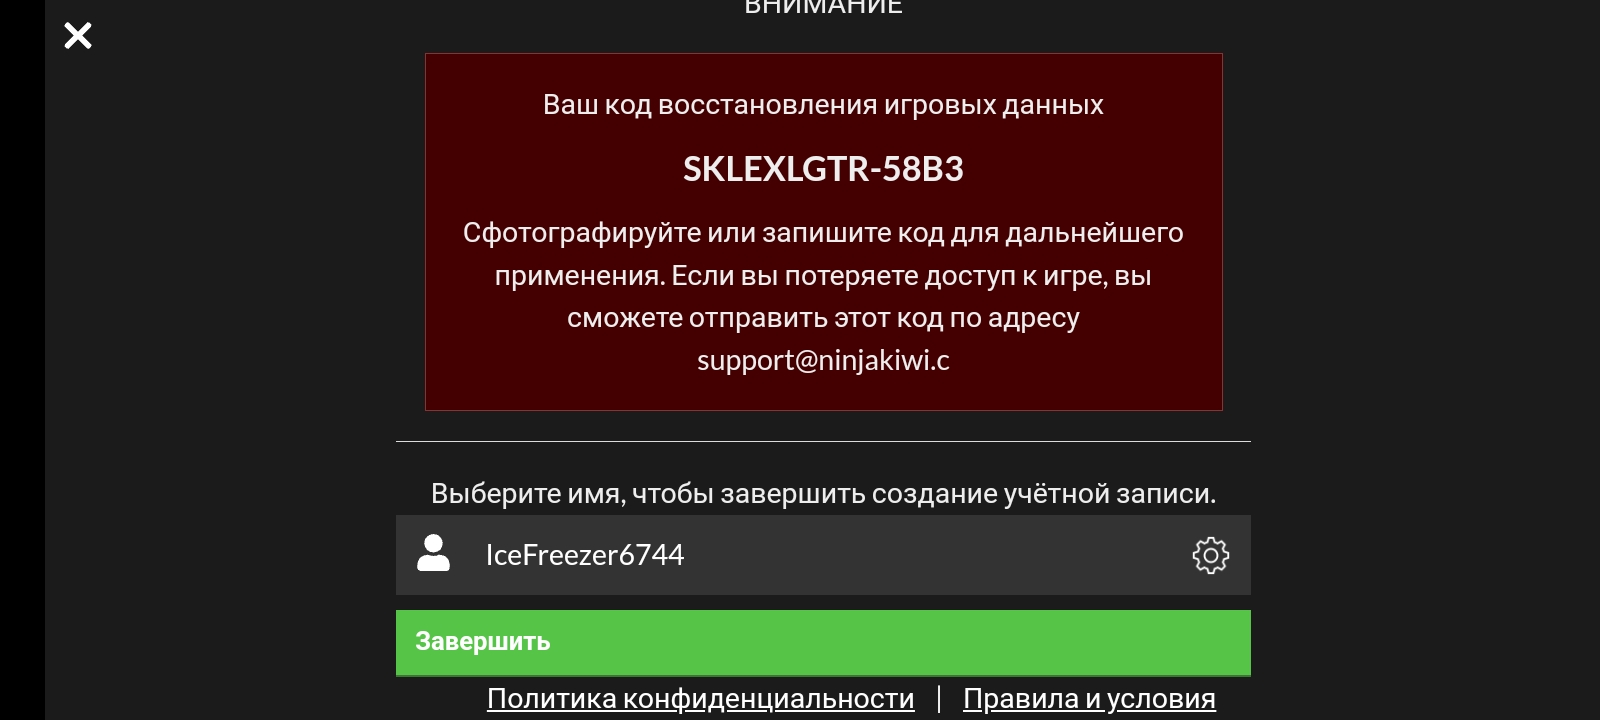 ВНИМАНИЕ
Ваш код восстановления игровых данных
SKLEXLGTR-58B3
Сфотографируйте или запишите код для дальнейшего
применения. Если вы потеряете доступ к игре, вы
сможете отправить этот код по адресу
support@ninjakiwi.c
Выберите имя, чтобы завершить создание учётной записи.
IceFreezer6744
Завершить
Политика конфиденциальности | Правила и условия